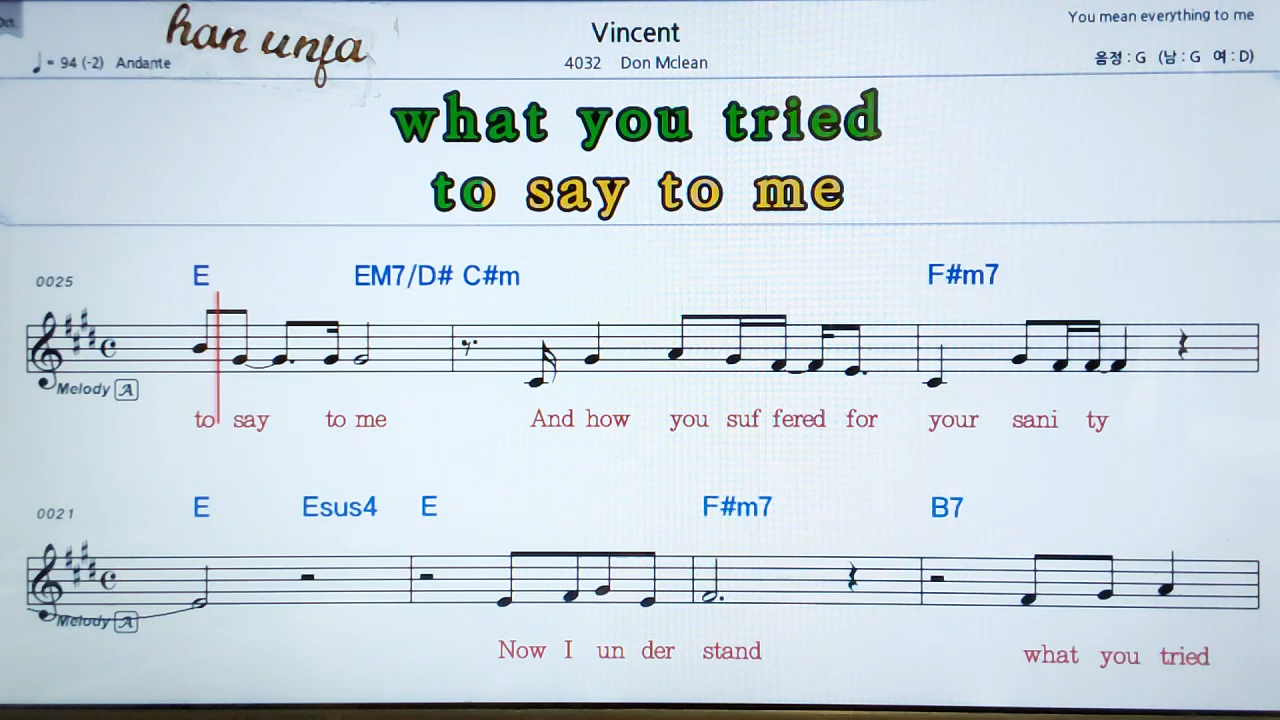 Oct.
han unfa
Vincent
You mean everything to me
♩ = 94 (-2) Andante
4032 Don Mclean
음정 : G (남 : G 여 : D)
what you tried
to say to me
0025
E EM7/D# C#m F#m7
Melody A
to say to me And how you suf fered for your sani ty
0021
E Esus4 E F#m7 B7
Melody A
Now I un der stand what you tried